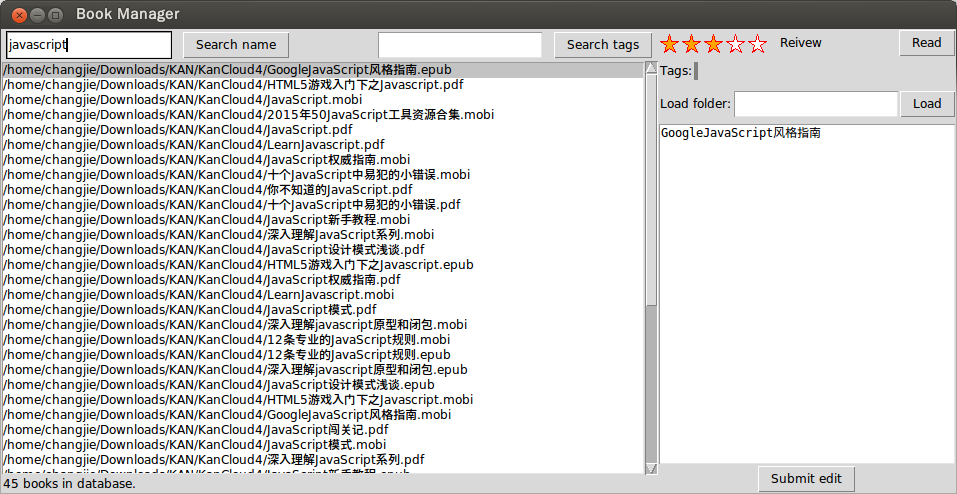 Book Manager
javascript Search name Search tags Reivew Read
Tags:
Load folder: Load
/home/changjie/Downloads/KAN/KanCloud4/GoogleJavaScript风格指南.epub
/home/changjie/Downloads/KAN/KanCloud4/HTML5游戏入门下之Javascript.pdf
/home/changjie/Downloads/KAN/KanCloud4/JavaScript.mobi
/home/changjie/Downloads/KAN/KanCloud4/2015年50JavaScript工具资源合集.mobi
/home/changjie/Downloads/KAN/KanCloud4/JavaScript.pdf
/home/changjie/Downloads/KAN/KanCloud4/LearnJavascript.pdf
/home/changjie/Downloads/KAN/KanCloud4/JavaScript权威指南.mobi
/home/changjie/Downloads/KAN/KanCloud4/十个JavaScript中易犯的小错误.mobi
/home/changjie/Downloads/KAN/KanCloud4/你不知道的JavaScript.pdf
/home/changjie/Downloads/KAN/KanCloud4/十个JavaScript中易犯的小错误.pdf
/home/changjie/Downloads/KAN/KanCloud4/JavaScript新手教程.mobi
/home/changjie/Downloads/KAN/KanCloud4/深入理解JavaScript系列.mobi
/home/changjie/Downloads/KAN/KanCloud4/JavaScript设计模式浅谈.pdf
/home/changjie/Downloads/KAN/KanCloud4/HTML5游戏入门下之Javascript.epub
/home/changjie/Downloads/KAN/KanCloud4/JavaScript权威指南.pdf
/home/changjie/Downloads/KAN/KanCloud4/LearnJavascript.mobi
/home/changjie/Downloads/KAN/KanCloud4/JavaScript模式.pdf
/home/changjie/Downloads/KAN/KanCloud4/深入理解javascript原型和闭包.mobi
/home/changjie/Downloads/KAN/KanCloud4/12条专业的JavaScript规则.mobi
/home/changjie/Downloads/KAN/KanCloud4/12条专业的JavaScript规则.epub
/home/changjie/Downloads/KAN/KanCloud4/深入理解javascript原型和闭包.epub
/home/changjie/Downloads/KAN/KanCloud4/JavaScript设计模式浅谈.epub
/home/changjie/Downloads/KAN/KanCloud4/HTML5游戏入门下之Javascript.mobi
/home/changjie/Downloads/KAN/KanCloud4/GoogleJavaScript风格指南.mobi
/home/changjie/Downloads/KAN/KanCloud4/JavaScript闯关记.pdf
/home/changjie/Downloads/KAN/KanCloud4/JavaScript模式.mobi
/home/changjie/Downloads/KAN/KanCloud4/深入理解JavaScript系列.pdf
/home/changjie/Downloads/KAN/KanCloud4/JavaScript新手教程.epub
GoogleJavaScript风格指南
45 books in database.
Submit edit